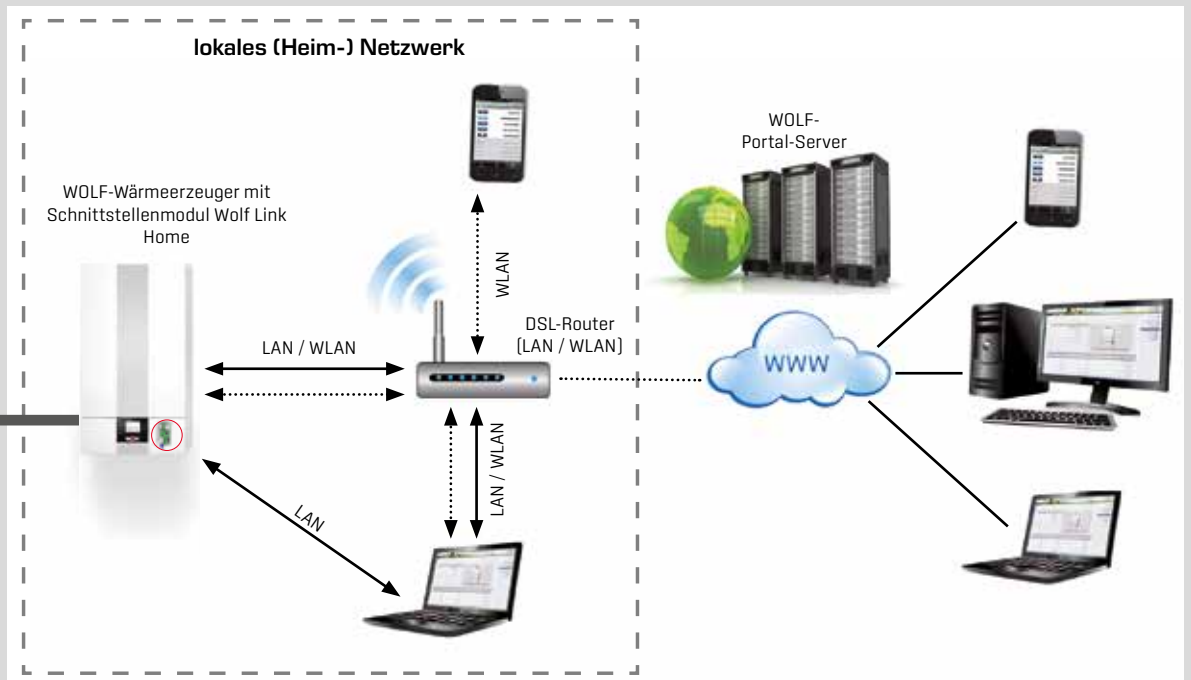 lokales (Heim-) Netzwerk
WOLF-Wärmeerzeuger mit
Schnittstellenmodul Wolf Link
Home
WLAN
LAN / WLAN
DSL-Router
(LAN / WLAN)
LAN / WLAN
LAN
WOLF-
Portal-Server
WWW